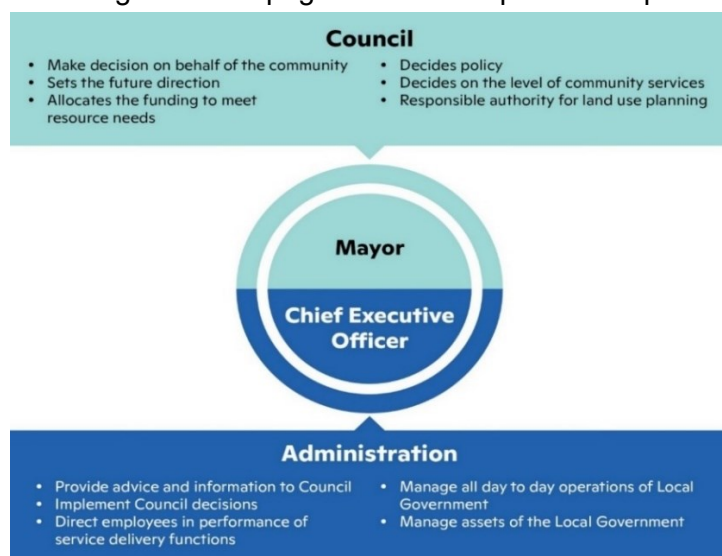 Council
• Make decision on behalf of the community
• Sets the future direction
• Allocates the funding to meet
resource needs
• Decides policy
• Decides on the level of community services
• Responsible authority for land use planning
Mayor
Chief Executive
Officer
Administration
• Provide advice and information to Council
• Implement Council decisions
• Direct employees in performance of
service delivery functions
• Manage all day to day operations of Local
Government
• Manage assets of the Local Government